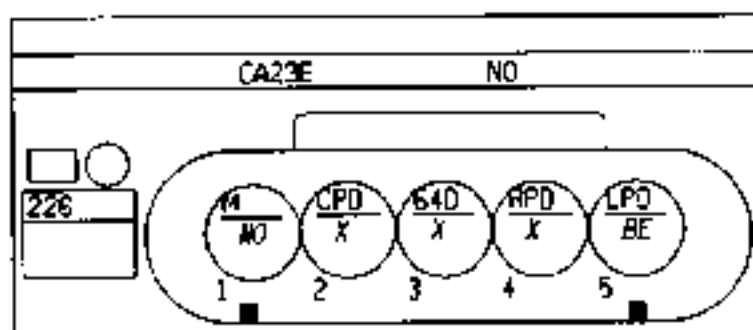 CA23E NO
226
M CPD 64D RPD LPD
NO X X X BE
1 2 3 4 5